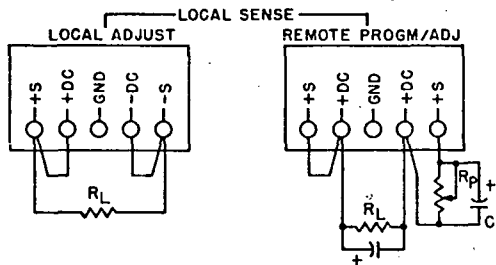 LOCAL SENSE
LOCAL ADJUST
REMOTE PROGM/ADJ
+S
+DC
GND
-DC
-S
+S
+DC
GND
+DC
+S
RL
RL
+
RP
+
C